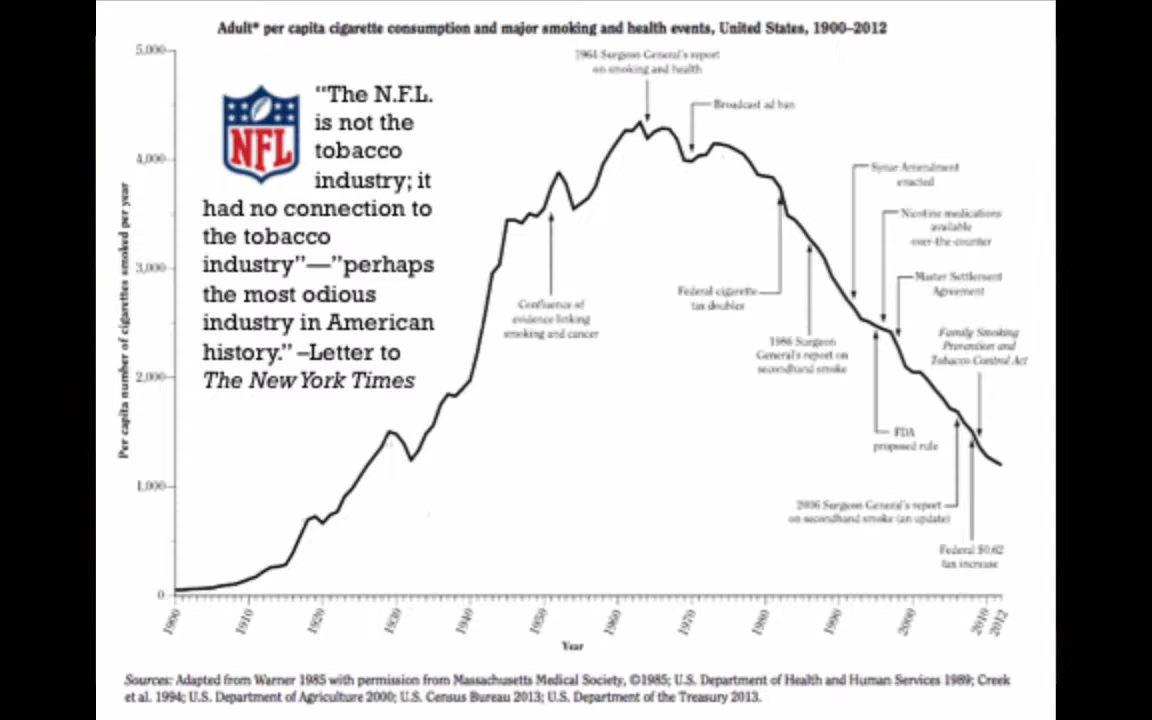 Adult* per capita cigarette consumption and major smoking and health events, United States, 1900–2012
5,000
4,000
3,000
2,000
1,000
0
Per capita number of cigarettes smoked per year
NFL
"The N.F.L.
is not the
tobacco
industry; it
had no connection to
the tobacco
industry"—"perhaps
the most odious
industry in American
history." –Letter to
The New York Times
1964 Surgeon General's report
on smoking and health
Broadcast ad ban
Synar Amendment
enacted
Nicotine medications
available
over-the-counter
Master Settlement
Agreement
Family Smoking
Prevention and
Tobacco Control Act
Confluence of
evidence linking
smoking and cancer
Federal cigarette
tax doubles
1986 Surgeon
General's report on
secondhand smoke
FDA
proposed rule
2006 Surgeon General's report
on secondhand smoke (an update)
Federal $0.62
tax increase
1900
1910
1920
1930
1940
1950
1960
1970
1980
1990
2000
2010
2012
Year
Sources: Adapted from Warner 1985 with permission from Massachusetts Medical Society, ©1985; U.S. Department of Health and Human Services 1989; Creek
et al. 1994; U.S. Department of Agriculture 2000; U.S. Census Bureau 2013; U.S. Department of the Treasury 2013.